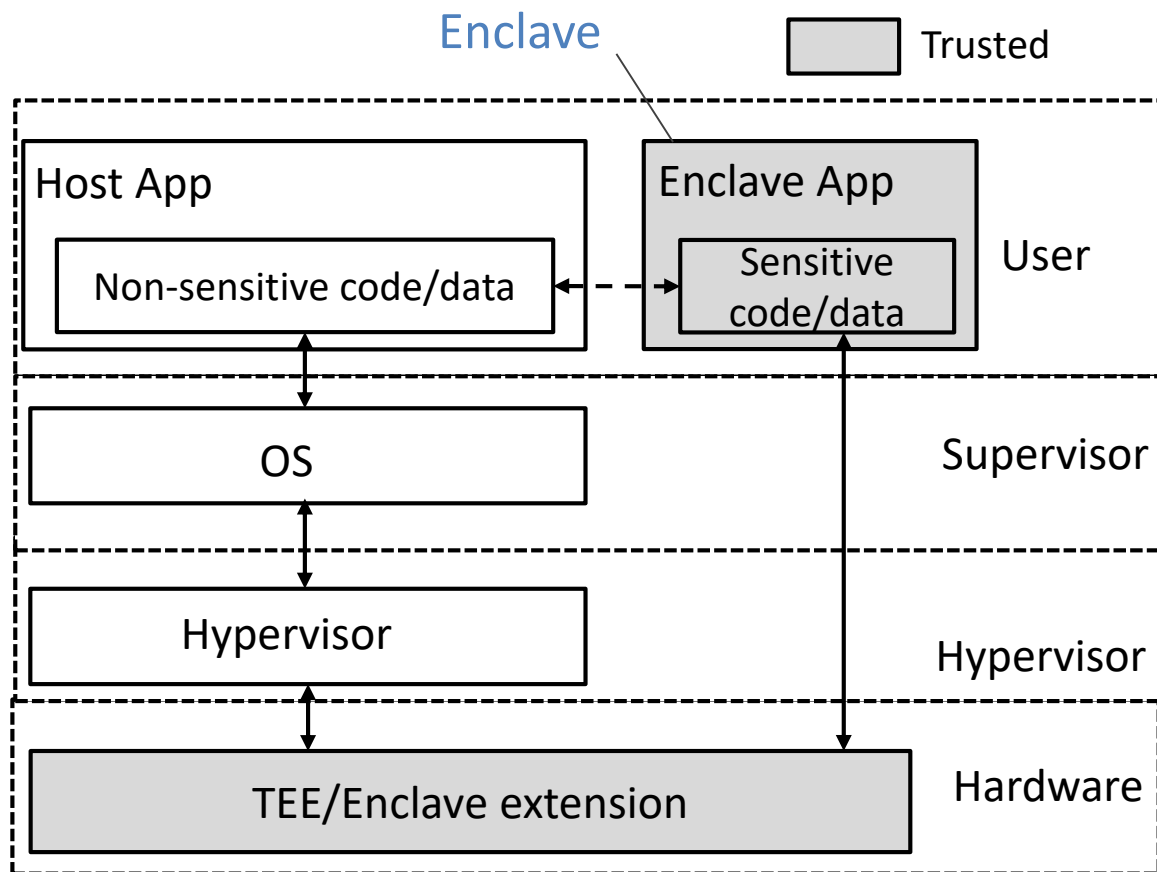 Enclave
Trusted
Host App
Enclave App
Non-sensitive code/data
Sensitive
code/data
User
OS
Supervisor
Hypervisor
Hypervisor
TEE/Enclave extension
Hardware